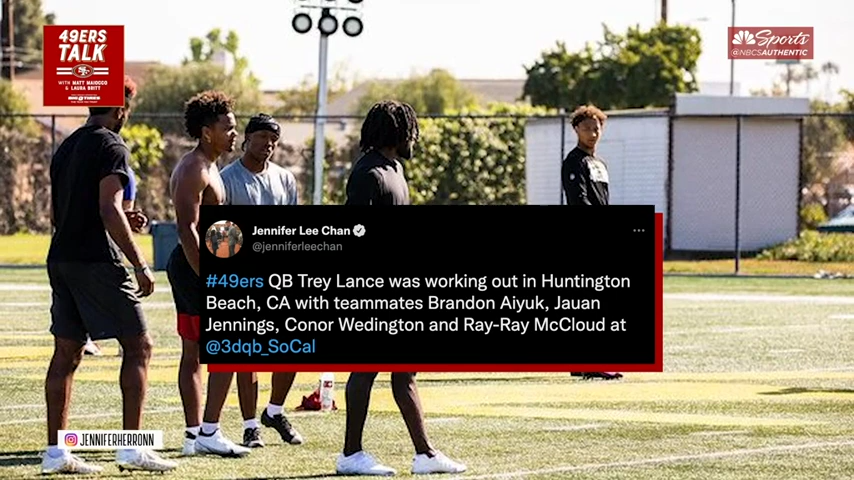 49ERS
TALK
WITH MATT MAIOCCO
& LAURA BRITT
Sports
@NBCSAUTHENTIC
Jennifer Lee Chan
@jenniferleechan
#49ers QB Trey Lance was working out in Huntington
Beach, CA with teammates Brandon Aiyuk, Jauan
Jennings, Conor Wedington and Ray-Ray McCloud at
@3dqb_SoCal
JENNIFERHERRONN